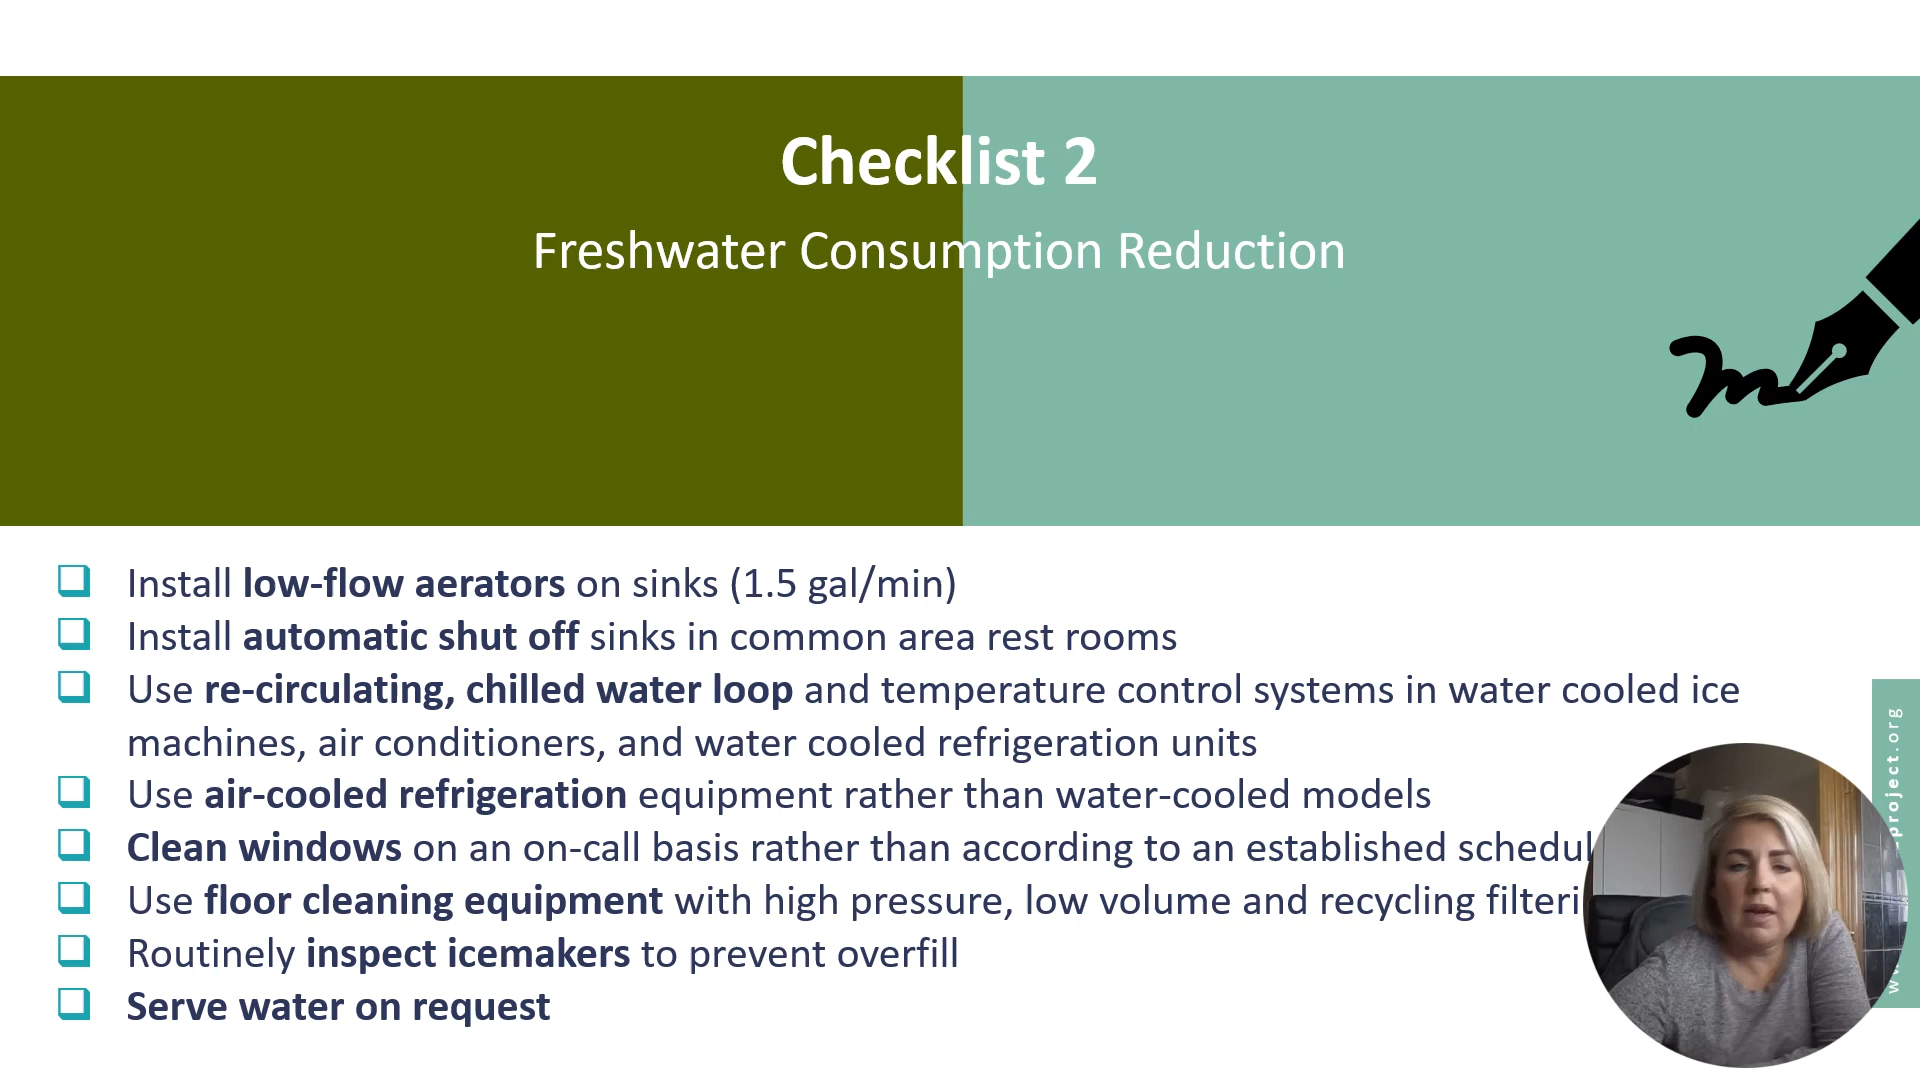 Checklist 2
Freshwater Consumption Reduction
Install low-flow aerators on sinks (1.5 gal/min)
Install automatic shut off sinks in common area rest rooms
Use re-circulating, chilled water loop and temperature control systems in water cooled ice
machines, air conditioners, and water cooled refrigeration units
Use air-cooled refrigeration equipment rather than water-cooled models
Clean windows on an on-call basis rather than according to an established
Use floor cleaning equipment with high pressure, low volume and recycling
Routinely inspect icemakers to prevent overfill
Serve water on request
project.org